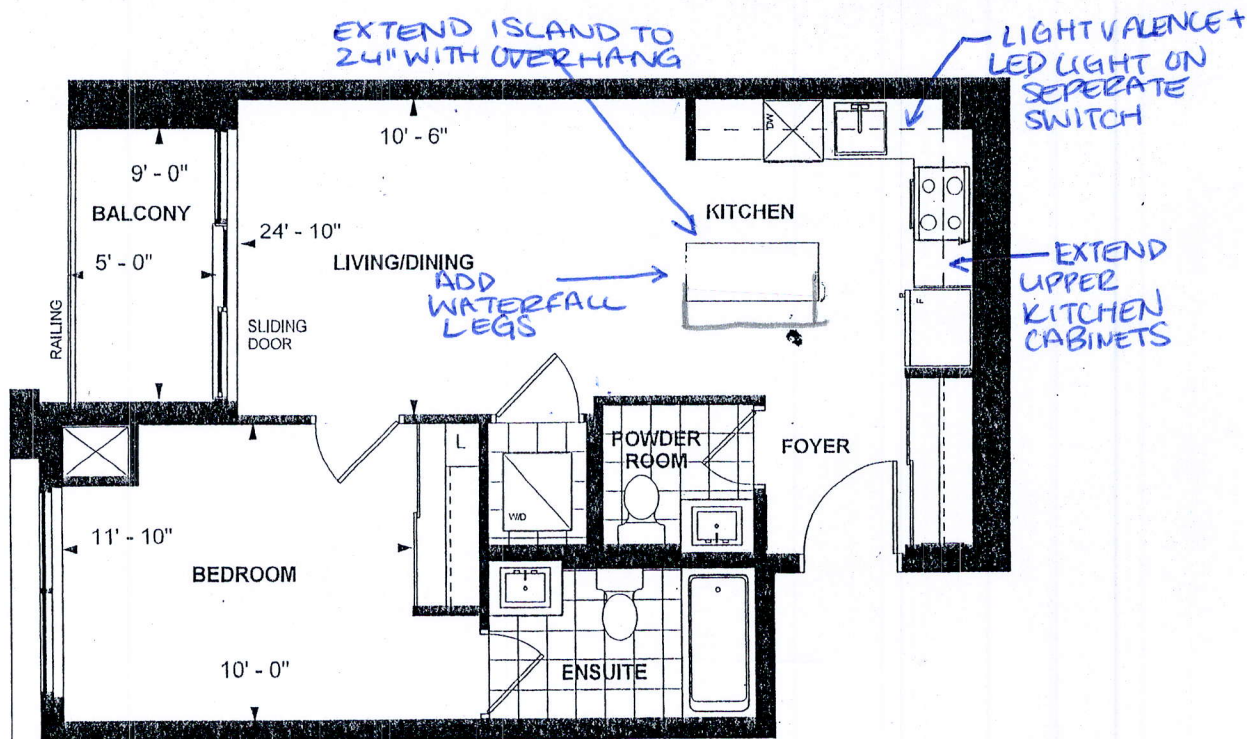 EXTEND ISLAND TO
24" WITH OVERHANG
LIGHT VALENCE +
LED LIGHT ON
SEPERATE
SWITCH
10' - 6"
DW
9' - 0"
BALCONY
KITCHEN
24' - 10"
5' - 0"
LIVING/DINING
ADD
WATERFALL
LEGS
EXTEND
UPPER
KITCHEN
CABINETS
RAILING
SLIDING
DOOR
F
L
POWDER
ROOM
FOYER
W/D
11' - 10"
BEDROOM
10' - 0"
ENSUITE